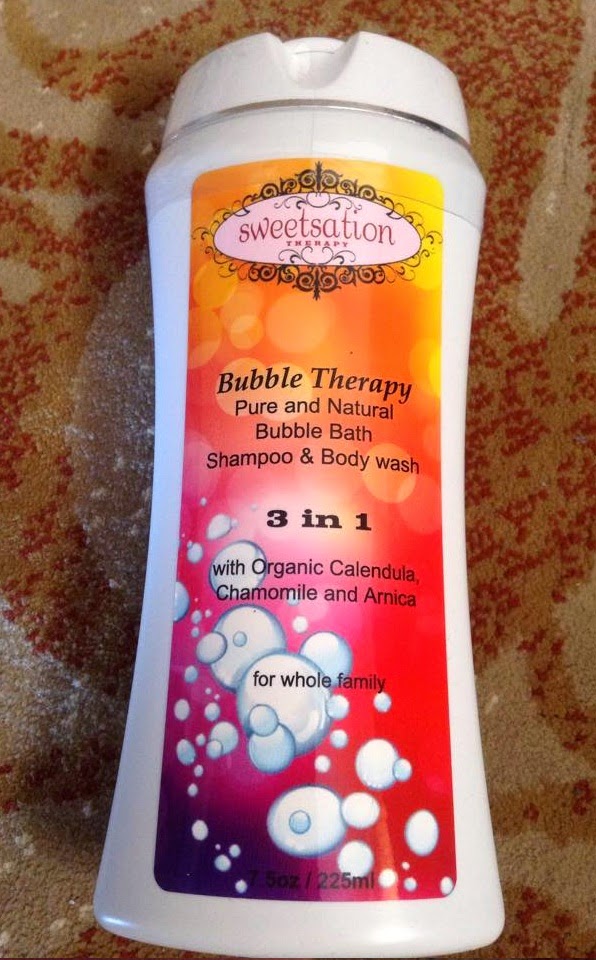 sweetsation
THERAPY
Bubble Therapy
Pure and Natural
Bubble Bath
Shampoo & Body wash
3 in 1
with Organic Calendula,
Chamomile and Arnica
for whole family
7.5oz / 225ml